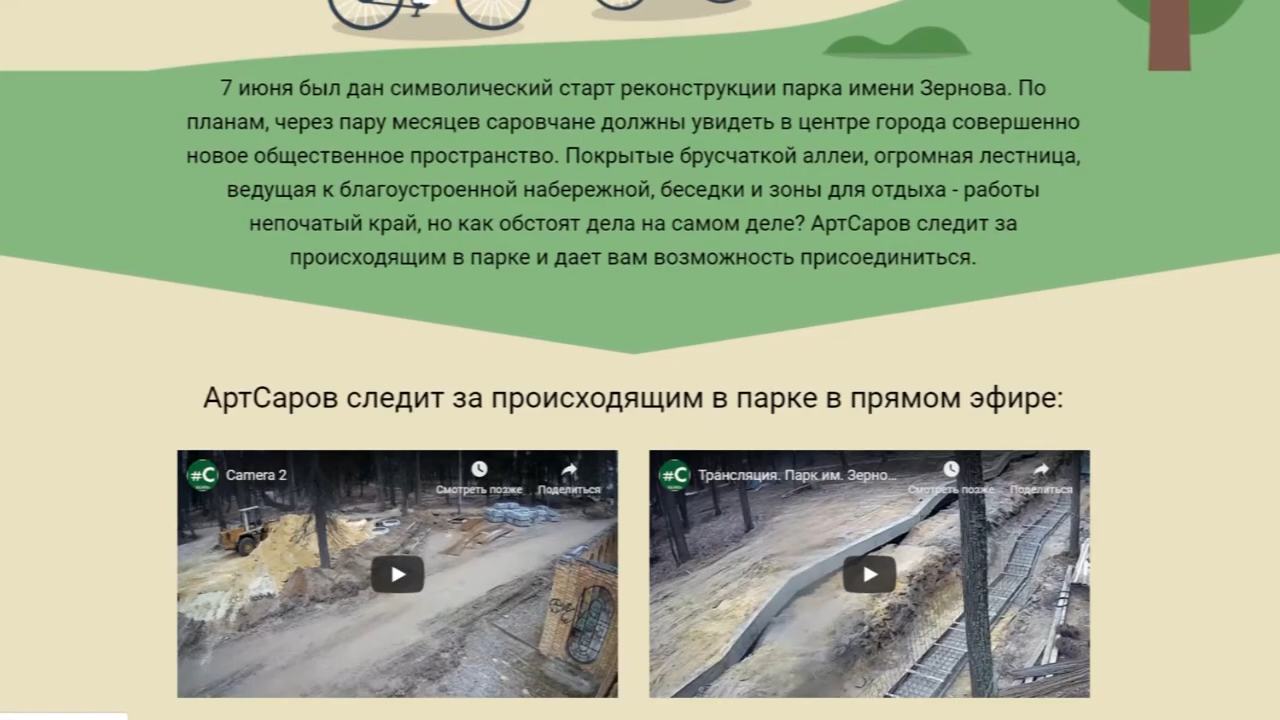 7 июня был дан символический старт реконструкции парка имени Зернова. По
планам, через пару месяцев саровчане должны увидеть в центре города совершенно
новое общественное пространство. Покрытые брусчаткой аллеи, огромная лестница,
ведущая к благоустроенной набережной, беседки и зоны для отдыха - работы
непочатый край, но как обстоят дела на самом деле? АртСаров следит за
происходящим в парке и дает вам возможность присоединиться.
АртСаров следит за происходящим в парке в прямом эфире:
#C Camera 2
Смотреть позже Поделиться
#C Трансляция. Парк им. Зерно...
Смотреть позже Поделиться